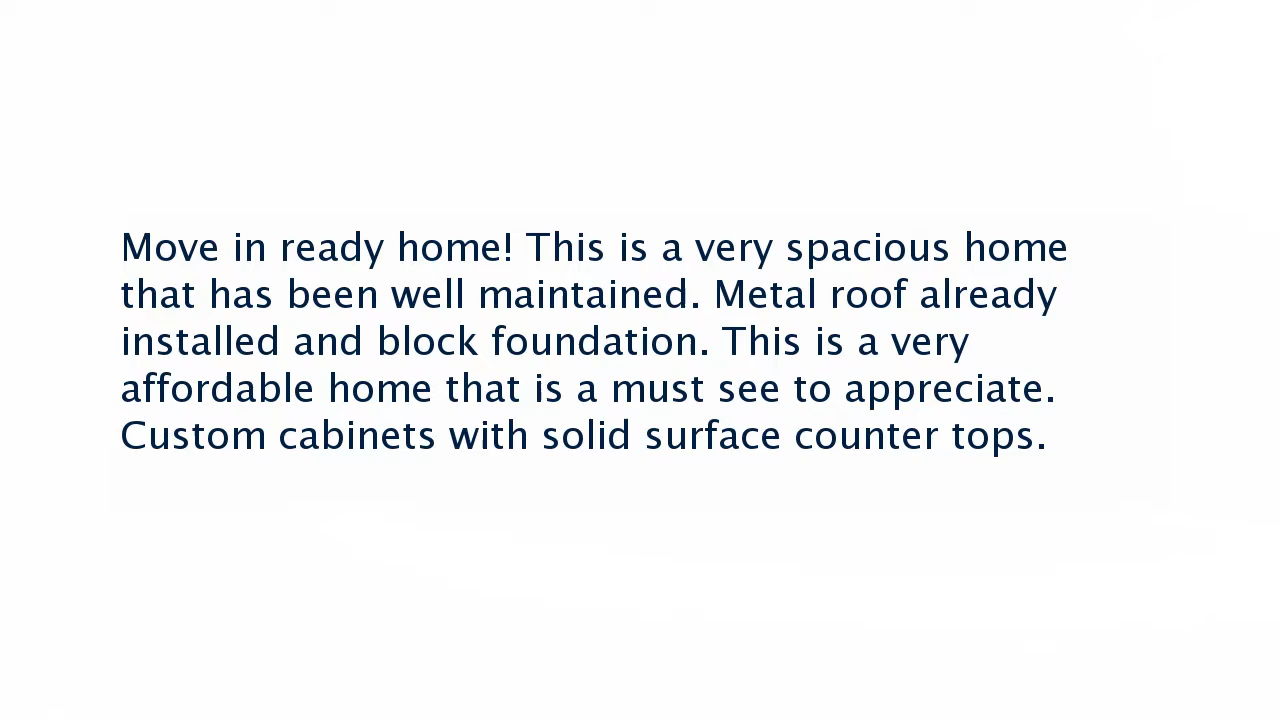 Move in ready home! This is a very spacious home
that has been well maintained. Metal roof already
installed and block foundation. This is a very
affordable home that is a must see to appreciate.
Custom cabinets with solid surface counter tops.